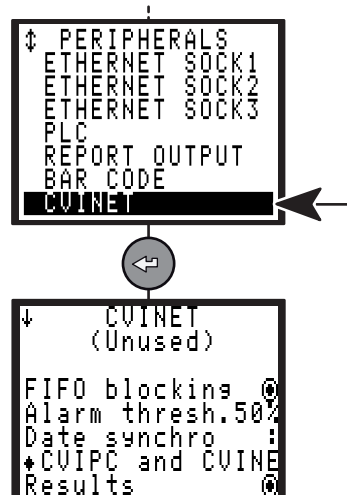 PERIPHERALS
ETHERNET SOCK1
ETHERNET SOCK2
ETHERNET SOCK3
PLC
REPORT OUTPUT
BAR CODE
CVINET
CVINET
(Unused)
FIFO blocking
Alarm thresh.50%
Date synchro :
CVIPC and CVINE
Results